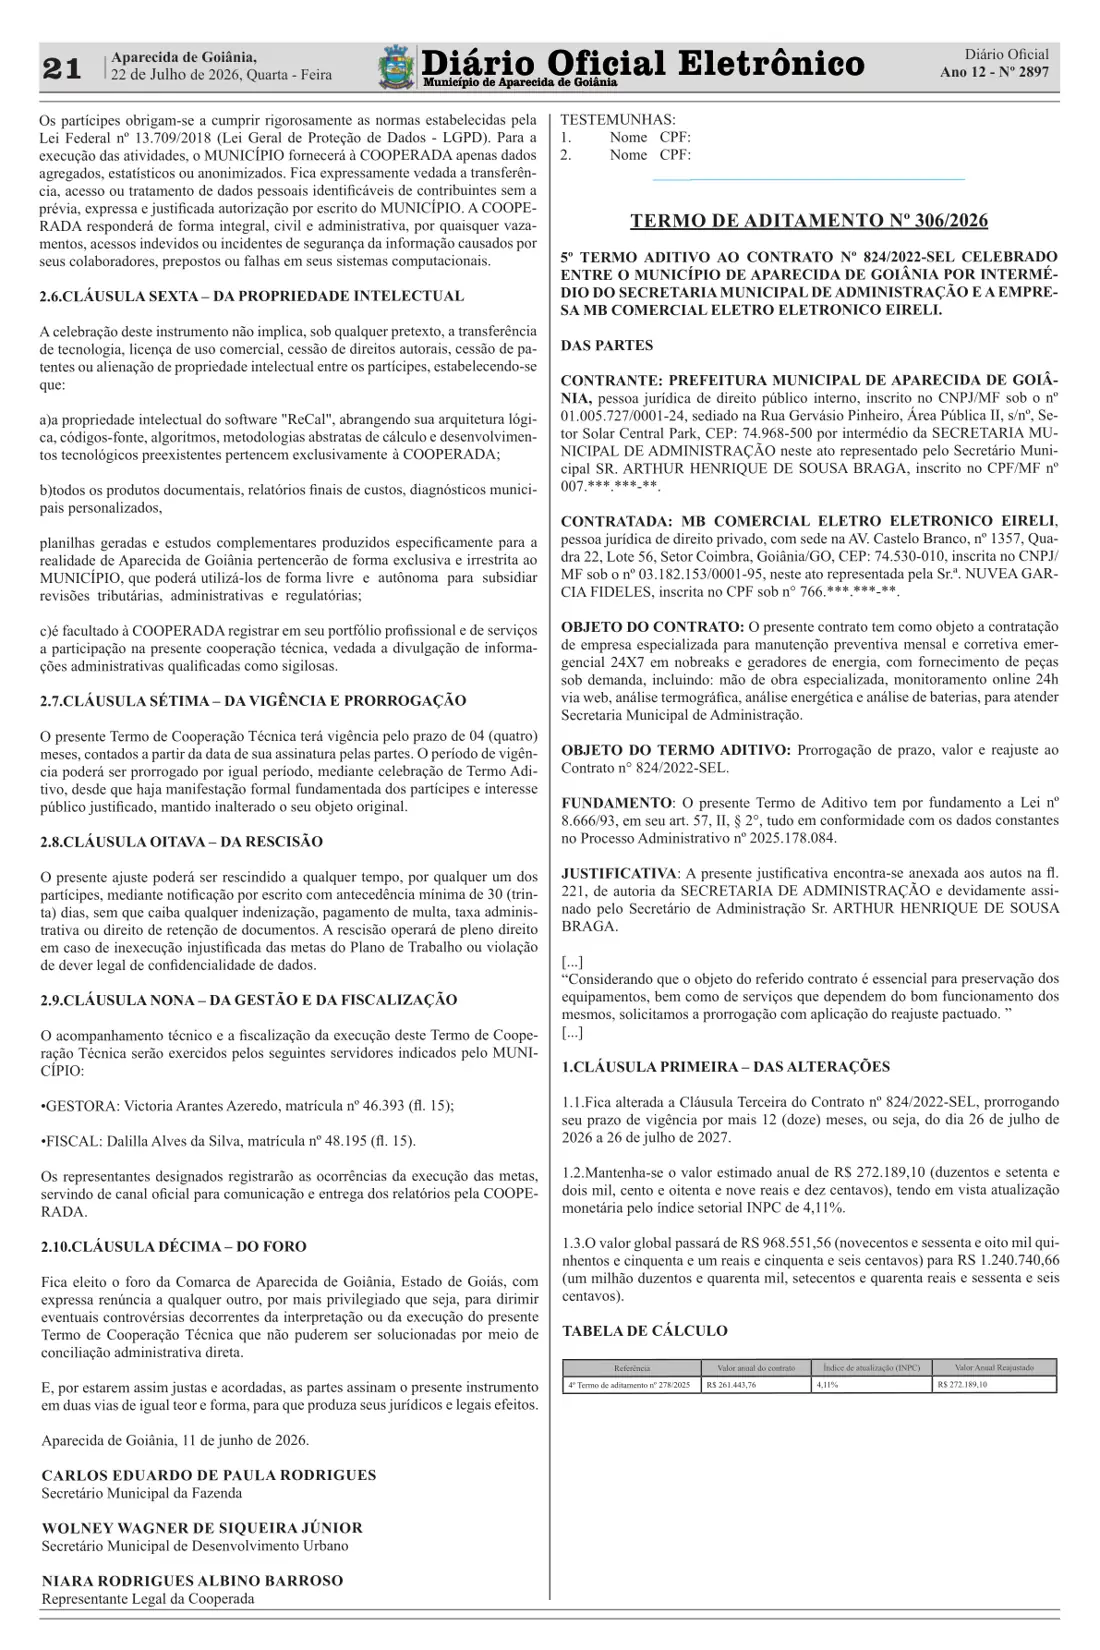 21
Aparecida de Goiânia,
22 de Julho de 2026, Quarta - Feira
Diário Oficial Eletrônico
Município de Aparecida de Goiânia
Diário Oficial
Ano 12 - Nº 2897
Os partícipes obrigam-se a cumprir rigorosamente as normas estabelecidas pela
Lei Federal nº 13.709/2018 (Lei Geral de Proteção de Dados - LGPD). Para a
execução das atividades, o MUNICÍPIO fornecerá à COOPERADA apenas dados
agregados, estatísticos ou anonimizados. Fica expressamente vedada a transferên-
cia, acesso ou tratamento de dados pessoais identificáveis de contribuintes sem a
prévia, expressa e justificada autorização por escrito do MUNICÍPIO. A COOPE-
RADA responderá de forma integral, civil e administrativa, por quaisquer vaza-
mentos, acessos indevidos ou incidentes de segurança da informação causados por
seus colaboradores, prepostos ou falhas em seus sistemas computacionais.
2.6.CLÁUSULA SEXTA – DA PROPRIEDADE INTELECTUAL
A celebração deste instrumento não implica, sob qualquer pretexto, a transferência
de tecnologia, licença de uso comercial, cessão de direitos autorais, cessão de pa-
tentes ou alienação de propriedade intelectual entre os partícipes, estabelecendo-se
que:
a)a propriedade intelectual do software "ReCal", abrangendo sua arquitetura lógi-
ca, códigos-fonte, algoritmos, metodologias abstratas de cálculo e desenvolvimen-
tos tecnológicos preexistentes pertencem exclusivamente à COOPERADA;
b)todos os produtos documentais, relatórios finais de custos, diagnósticos munici-
pais personalizados,
planilhas geradas e estudos complementares produzidos especificamente para a
realidade de Aparecida de Goiânia pertencerão de forma exclusiva e irrestrita ao
MUNICÍPIO, que poderá utilizá-los de forma livre e autônoma para subsidiar
revisões tributárias, administrativas e regulatórias;
c)é facultado à COOPERADA registrar em seu portfólio profissional e de serviços
a participação na presente cooperação técnica, vedada a divulgação de informa-
ções administrativas qualificadas como sigilosas.
2.7.CLÁUSULA SÉTIMA – DA VIGÊNCIA E PRORROGAÇÃO
O presente Termo de Cooperação Técnica terá vigência pelo prazo de 04 (quatro)
meses, contados a partir da data de sua assinatura pelas partes. O período de vigên-
cia poderá ser prorrogado por igual período, mediante celebração de Termo Adi-
tivo, desde que haja manifestação formal fundamentada dos partícipes e interesse
público justificado, mantido inalterado o seu objeto original.
2.8.CLÁUSULA OITAVA – DA RESCISÃO
O presente ajuste poderá ser rescindido a qualquer tempo, por qualquer um dos
partícipes, mediante notificação por escrito com antecedência mínima de 30 (trin-
ta) dias, sem que caiba qualquer indenização, pagamento de multa, taxa adminis-
trativa ou direito de retenção de documentos. A rescisão operará de pleno direito
em caso de inexecução injustificada das metas do Plano de Trabalho ou violação
de dever legal de confidencialidade de dados.
2.9.CLÁUSULA NONA – DA GESTÃO E DA FISCALIZAÇÃO
O acompanhamento técnico e a fiscalização da execução deste Termo de Coope-
ração Técnica serão exercidos pelos seguintes servidores indicados pelo MUNI-
CÍPIO:
•GESTORA: Victoria Arantes Azeredo, matrícula nº 46.393 (fl. 15);
•FISCAL: Dalilla Alves da Silva, matrícula nº 48.195 (fl. 15).
Os representantes designados registrarão as ocorrências da execução das metas,
servindo de canal oficial para comunicação e entrega dos relatórios pela COOPE-
RADA.
2.10.CLÁUSULA DÉCIMA – DO FORO
Fica eleito o foro da Comarca de Aparecida de Goiânia, Estado de Goiás, com
expressa renúncia a qualquer outro, por mais privilegiado que seja, para dirimir
eventuais controvérsias decorrentes da interpretação ou da execução do presente
Termo de Cooperação Técnica que não puderem ser solucionadas por meio de
conciliação administrativa direta.
E, por estarem assim justas e acordadas, as partes assinam o presente instrumento
em duas vias de igual teor e forma, para que produza seus jurídicos e legais efeitos.
Aparecida de Goiânia, 11 de junho de 2026.
CARLOS EDUARDO DE PAULA RODRIGUES
Secretário Municipal da Fazenda
WOLNEY WAGNER DE SIQUEIRA JÚNIOR
Secretário Municipal de Desenvolvimento Urbano
NIARA RODRIGUES ALBINO BARROSO
Representante Legal da Cooperada
TESTEMUNHAS:
1. Nome CPF:
2. Nome CPF:
TERMO DE ADITAMENTO Nº 306/2026
5º TERMO ADITIVO AO CONTRATO Nº 824/2022-SEL CELEBRADO
ENTRE O MUNICÍPIO DE APARECIDA DE GOIÂNIA POR INTERMÉ-
DIO DO SECRETARIA MUNICIPAL DE ADMINISTRAÇÃO E A EMPRE-
SA MB COMERCIAL ELETRO ELETRONICO EIRELI.
DAS PARTES
CONTRANTE: PREFEITURA MUNICIPAL DE APARECIDA DE GOIÂ-
NIA, pessoa jurídica de direito público interno, inscrito no CNPJ/MF sob o nº
01.005.727/0001-24, sediado na Rua Gervásio Pinheiro, Área Pública II, s/nº, Se-
tor Solar Central Park, CEP: 74.968-500 por intermédio da SECRETARIA MU-
NICIPAL DE ADMINISTRAÇÃO neste ato representado pelo Secretário Muni-
cipal SR. ARTHUR HENRIQUE DE SOUSA BRAGA, inscrito no CPF/MF nº
007.***.***-**.
CONTRATADA: MB COMERCIAL ELETRO ELETRONICO EIRELI,
pessoa jurídica de direito privado, com sede na AV. Castelo Branco, nº 1357, Qua-
dra 22, Lote 56, Setor Coimbra, Goiânia/GO, CEP: 74.530-010, inscrita no CNPJ/
MF sob o nº 03.182.153/0001-95, neste ato representada pela Sr.ª. NUVEA GAR-
CIA FIDELES, inscrita no CPF sob n° 766.***.***-**.
OBJETO DO CONTRATO: O presente contrato tem como objeto a contratação
de empresa especializada para manutenção preventiva mensal e corretiva emer-
gencial 24X7 em nobreaks e geradores de energia, com fornecimento de peças
sob demanda, incluindo: mão de obra especializada, monitoramento online 24h
via web, análise termográfica, análise energética e análise de baterias, para atender
Secretaria Municipal de Administração.
OBJETO DO TERMO ADITIVO: Prorrogação de prazo, valor e reajuste ao
Contrato n° 824/2022-SEL.
FUNDAMENTO: O presente Termo de Aditivo tem por fundamento a Lei nº
8.666/93, em seu art. 57, II, § 2°, tudo em conformidade com os dados constantes
no Processo Administrativo nº 2025.178.084.
JUSTIFICATIVA: A presente justificativa encontra-se anexada aos autos na fl.
221, de autoria da SECRETARIA DE ADMINISTRAÇÃO e devidamente assi-
nado pelo Secretário de Administração Sr. ARTHUR HENRIQUE DE SOUSA
BRAGA.
[...]
“Considerando que o objeto do referido contrato é essencial para preservação dos
equipamentos, bem como de serviços que dependem do bom funcionamento dos
mesmos, solicitamos a prorrogação com aplicação do reajuste pactuado. ”
[...]
1.CLÁUSULA PRIMEIRA – DAS ALTERAÇÕES
1.1.Fica alterada a Cláusula Terceira do Contrato n° 824/2022-SEL, prorrogando
seu prazo de vigência por mais 12 (doze) meses, ou seja, do dia 26 de julho de
2026 a 26 de julho de 2027.
1.2.Mantenha-se o valor estimado anual de R$ 272.189,10 (duzentos e setenta e
dois mil, cento e oitenta e nove reais e dez centavos), tendo em vista atualização
monetária pelo índice setorial INPC de 4,11%.
1.3.O valor global passará de R$ 968.551,56 (novecentos e sessenta e oito mil qui-
nhentos e cinquenta e um reais e cinquenta e seis centavos) para R$ 1.240.740,66
(um milhão duzentos e quarenta mil, setecentos e quarenta reais e sessenta e seis
centavos).
TABELA DE CÁLCULO
Referência Valor anual do contrato Índice de atualização (INPC) Valor Anual Reajustado
4º Termo de aditamento nº 278/2025 R$ 261.443,76 4,11% R$ 272.189,10